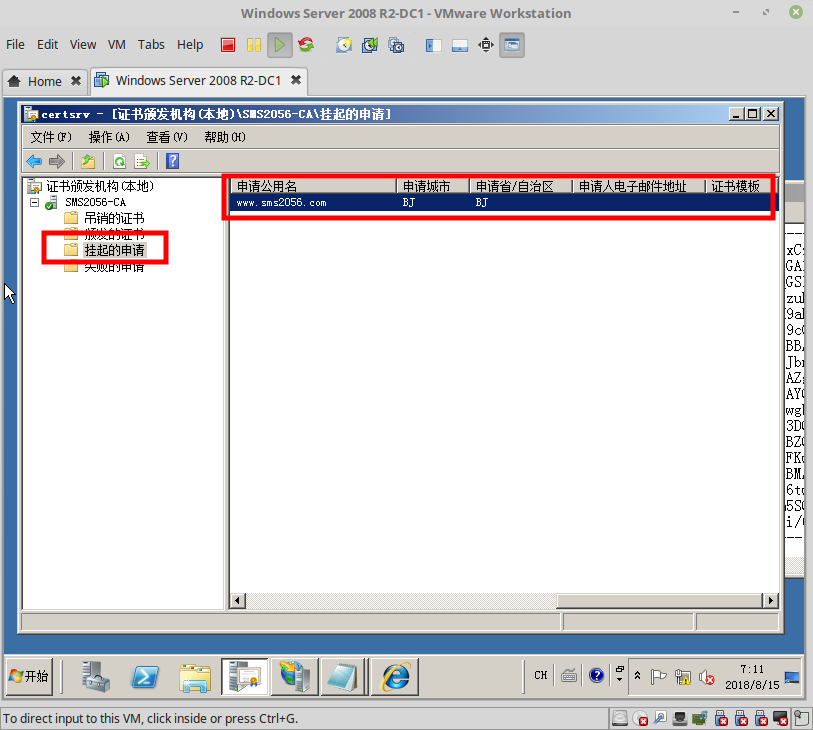 Windows Server 2008 R2-DC1 - VMware Workstation
File Edit View VM Tabs Help
Home Windows Server 2008 R2-DC1
certsrv - [证书颁发机构(本地)\SMS2056-CA\挂起的申请]
文件(F) 操作(A) 查看(V) 帮助(H)
证书颁发机构(本地)
SMS2056-CA
吊销的证书
颁发的证书
挂起的申请
失败的申请
申请公用名 申请城市 申请省/自治区 申请人电子邮件地址 证书模板
www.sms2056.com BJ BJ
GA
GS
zu
9c
BB
Jb
AZ
AY
wg
3D
BZ
FK
BM
6t
5S
i/
开始
CH
7:11
2018/8/15
To direct input to this VM, click inside or press Ctrl+G.